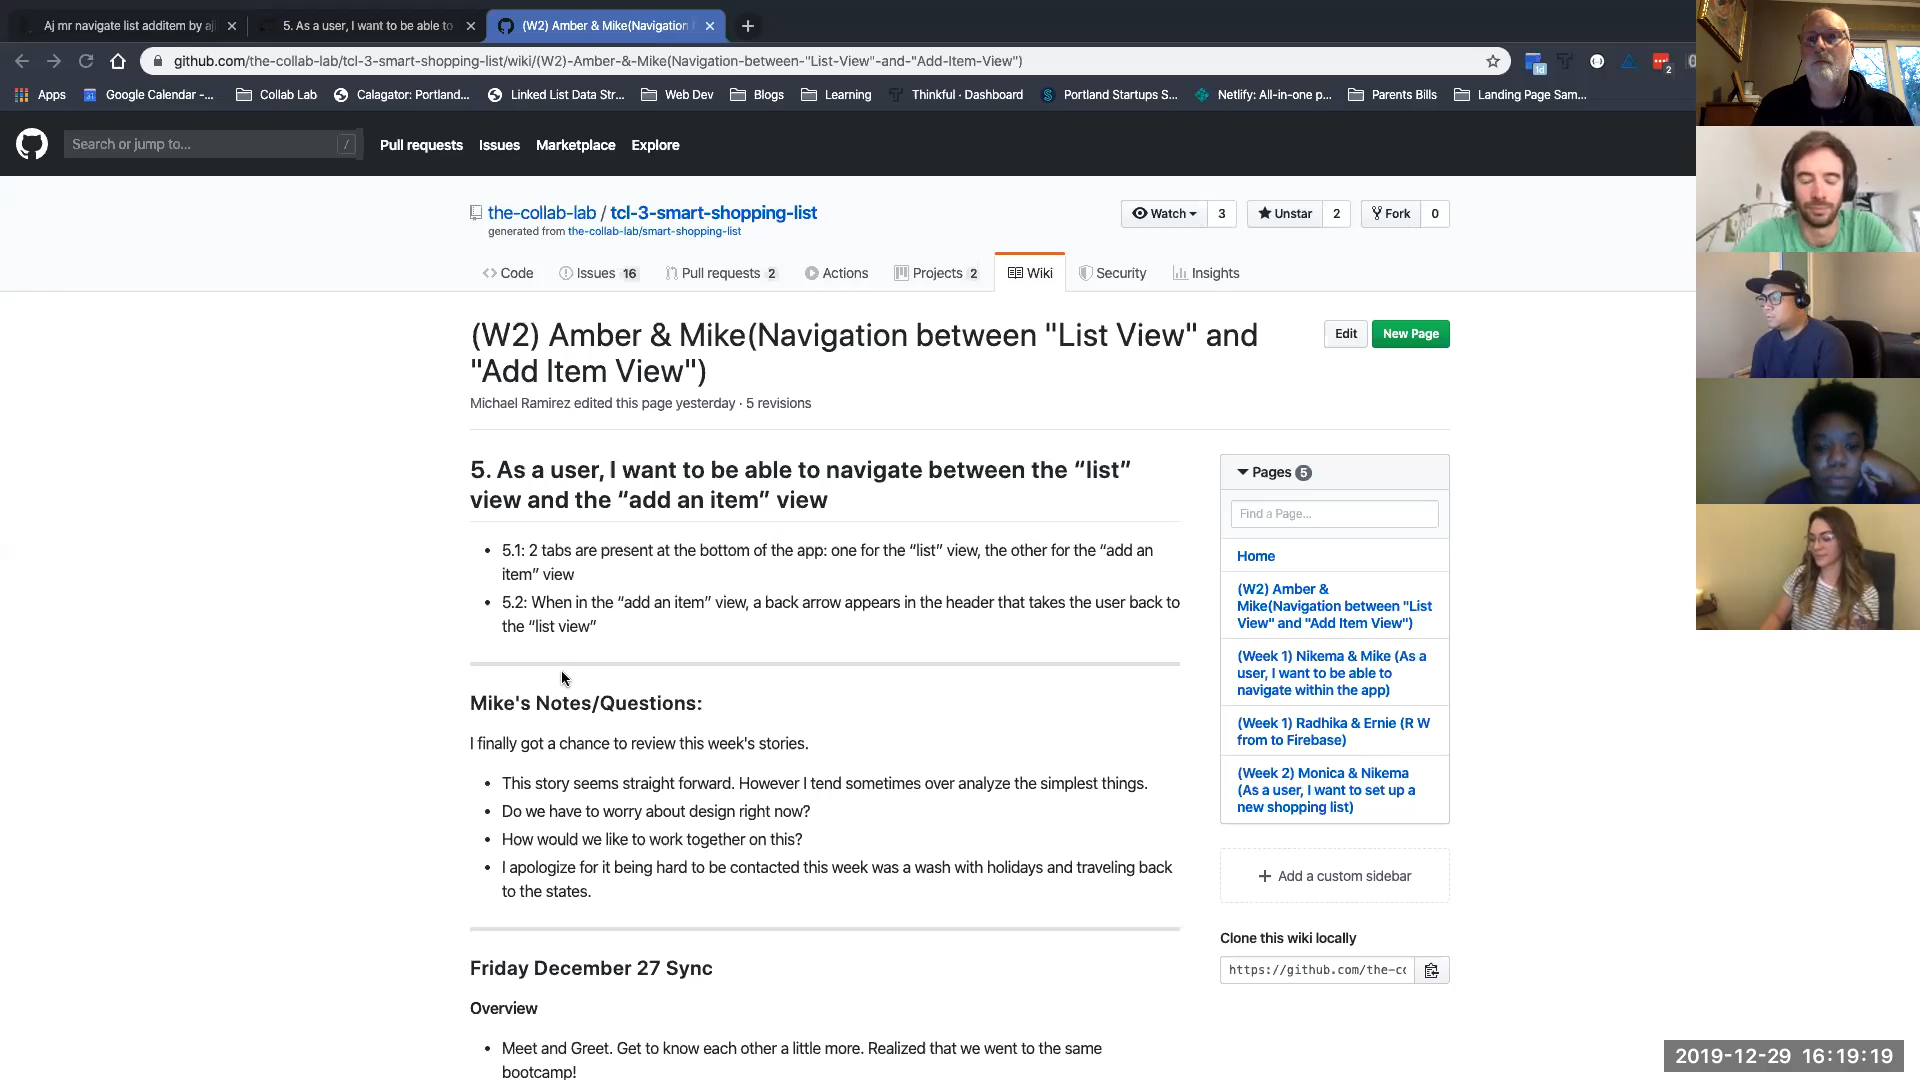 Aj mr navigate list additem by aj
5. As a user, I want to be able to
(W2) Amber & Mike(Navigation
github.com/the-collab-lab/tcl-3-smart-shopping-list/wiki/(W2)-Amber-&-Mike(Navigation-between-"List-View"-and-"Add-Item-View")
1d
2
Apps
Google Calendar -...
Collab Lab
Calagator: Portland...
Linked List Data Str...
Web Dev
Blogs
Learning
Thinkful · Dashboard
Portland Startups S...
Netlify: All-in-one p...
Parents Bills
Landing Page Sam...
Search or jump to...
/
Pull requests
Issues
Marketplace
Explore
the-collab-lab / tcl-3-smart-shopping-list
generated from the-collab-lab/smart-shopping-list
Watch 3
Unstar 2
Fork 0
Code
Issues 16
Pull requests 2
Actions
Projects 2
Wiki
Security
Insights
(W2) Amber & Mike(Navigation between "List View" and
"Add Item View")
Edit
New Page
Michael Ramirez edited this page yesterday · 5 revisions
5. As a user, I want to be able to navigate between the “list”
view and the “add an item” view
• 5.1: 2 tabs are present at the bottom of the app: one for the “list” view, the other for the “add an
item” view
• 5.2: When in the “add an item” view, a back arrow appears in the header that takes the user back to
the “list view”
Mike's Notes/Questions:
I finally got a chance to review this week's stories.
• This story seems straight forward. However I tend sometimes over analyze the simplest things.
• Do we have to worry about design right now?
• How would we like to work together on this?
• I apologize for it being hard to be contacted this week was a wash with holidays and traveling back
to the states.
Friday December 27 Sync
Overview
• Meet and Greet. Get to know each other a little more. Realized that we went to the same
bootcamp!
Pages 5
Find a Page...
Home
(W2) Amber &
Mike(Navigation between "List
View" and "Add Item View")
(Week 1) Nikema & Mike (As a
user, I want to be able to
navigate within the app)
(Week 1) Radhika & Ernie (R W
from to Firebase)
(Week 2) Monica & Nikema
(As a user, I want to set up a
new shopping list)
Add a custom sidebar
Clone this wiki locally
https://github.com/the-co
2019-12-29 16:19:19